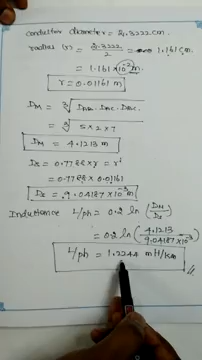 conductor diameter = 2.3222 cm.
radius (r) = 2.3222/2 = 1.161 cm.
= 1.161 × 10⁻² m.
r = 0.01161 m
DM = ∛ DAB. DBC. DAC.
= ∛ 5 × 2 × 7
DM = 4.1213 m
DS = 0.7788 × r = r'
= 0.7788 × 0.01161
DS = 9.04187 × 10⁻³ m
Inductance L/ph = 0.2 ln (DM/DS)
= 0.2 ln (4.1213/9.04187 × 10⁻³)
L/ph = 1.2244 mH/km